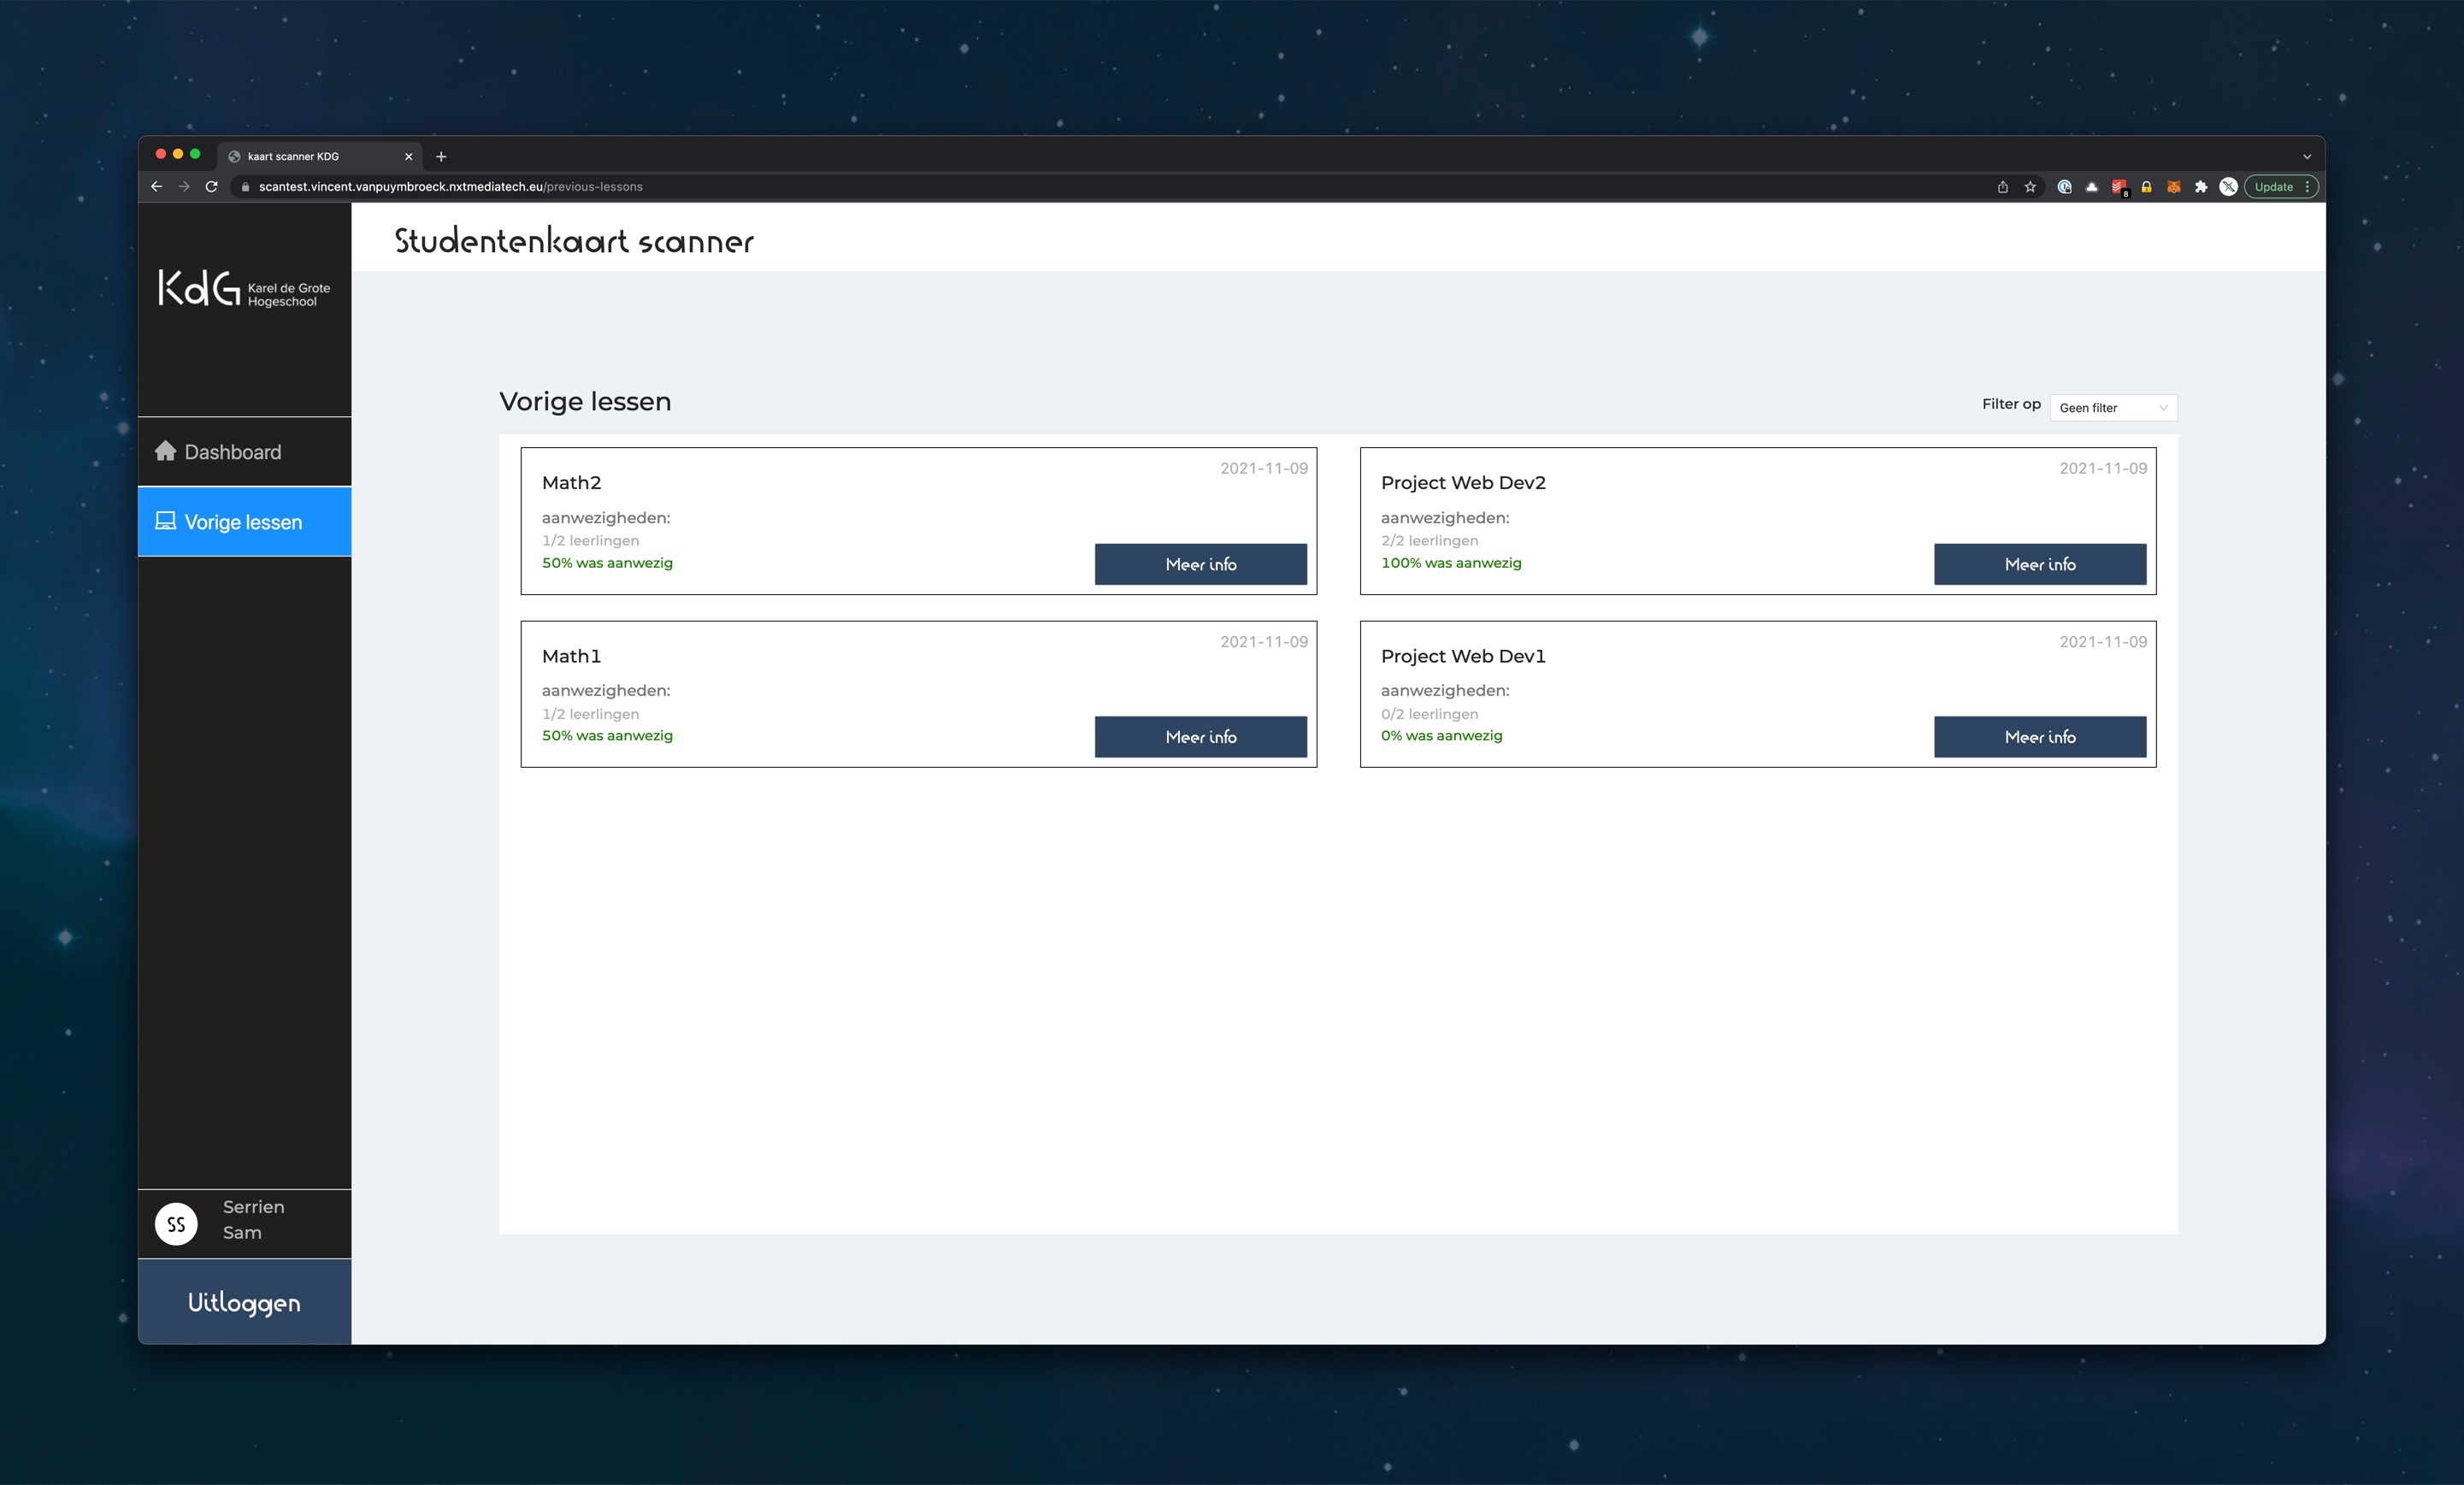 kaart scanner KDG
scantest.vincent.vanpuymbroeck.nxtmediatech.eu/previous-lessons
8
Update
KdG Karel de Grote
Hogeschool
Studentenkaart scanner
Dashboard
Vorige lessen
Vorige lessen
Filter op
Geen filter
Math2
2021-11-09
aanwezigheden:
1/2 leerlingen
50% was aanwezig
Meer info
Project Web Dev2
2021-11-09
aanwezigheden:
2/2 leerlingen
100% was aanwezig
Meer info
Math1
2021-11-09
aanwezigheden:
1/2 leerlingen
50% was aanwezig
Meer info
Project Web Dev1
2021-11-09
aanwezigheden:
0/2 leerlingen
0% was aanwezig
Meer info
SS
Serrien
Sam
Uitloggen